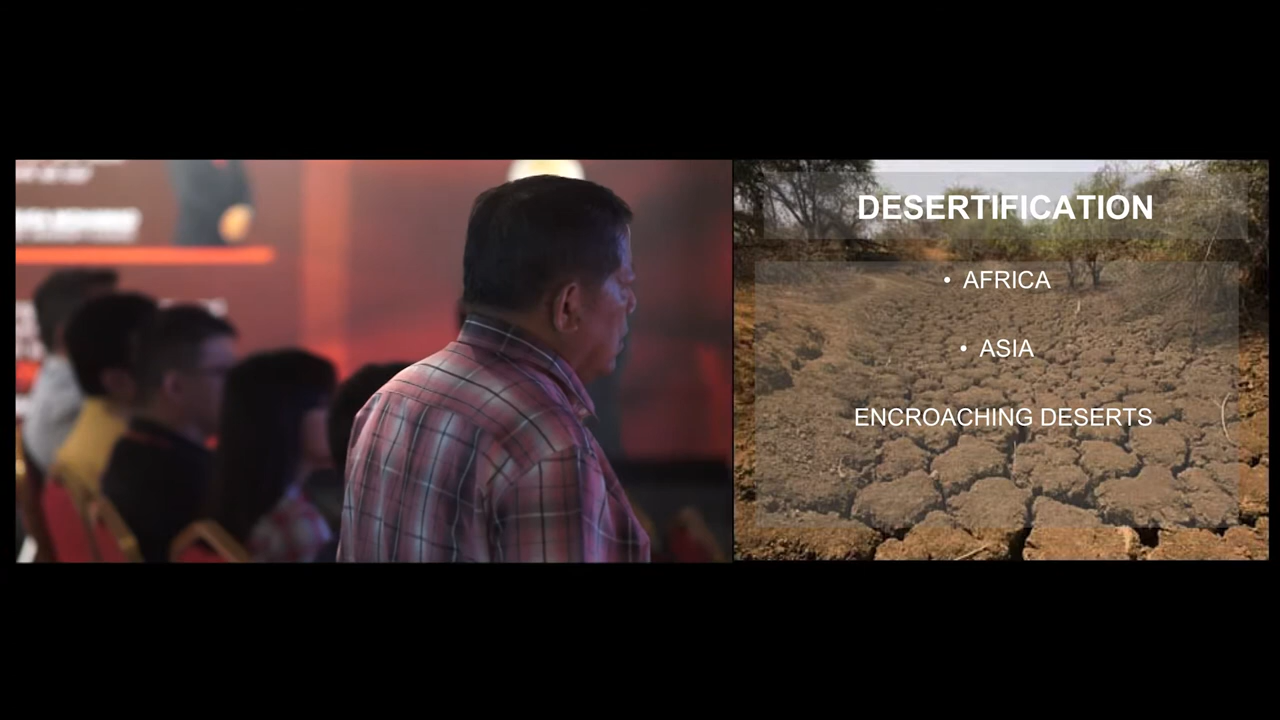 DESERTIFICATION
• AFRICA
• ASIA
ENCROACHING DESERTS